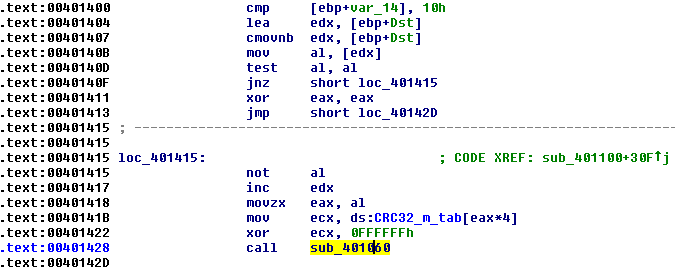 .text:00401400 cmp [ebp+var_14], 10h
.text:00401404 lea edx, [ebp+Dst]
.text:00401407 cmovnb edx, [ebp+Dst]
.text:0040140B mov al, [edx]
.text:0040140D test al, al
.text:0040140F jnz short loc_401415
.text:00401411 xor eax, eax
.text:00401413 jmp short loc_40142D
.text:00401415 ; ---------------------------------------------------------------------------
.text:00401415
.text:00401415 loc_401415: ; CODE XREF: sub_401100+30F↑j
.text:00401415 not al
.text:00401417 inc edx
.text:00401418 movzx eax, al
.text:0040141B mov ecx, ds:CRC32_m_tab[eax*4]
.text:00401422 xor ecx, 0FFFFFFh
.text:00401428 call sub_401060
.text:0040142D